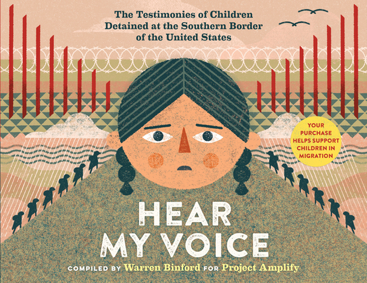 The Testimonies of Children
Detained at the Southern Border
of the United States
YOUR
PURCHASE
HELPS SUPPORT
CHILDREN IN
MIGRATION
HEAR
MY VOICE
COMPILED BY Warren Binford FOR Project Amplify